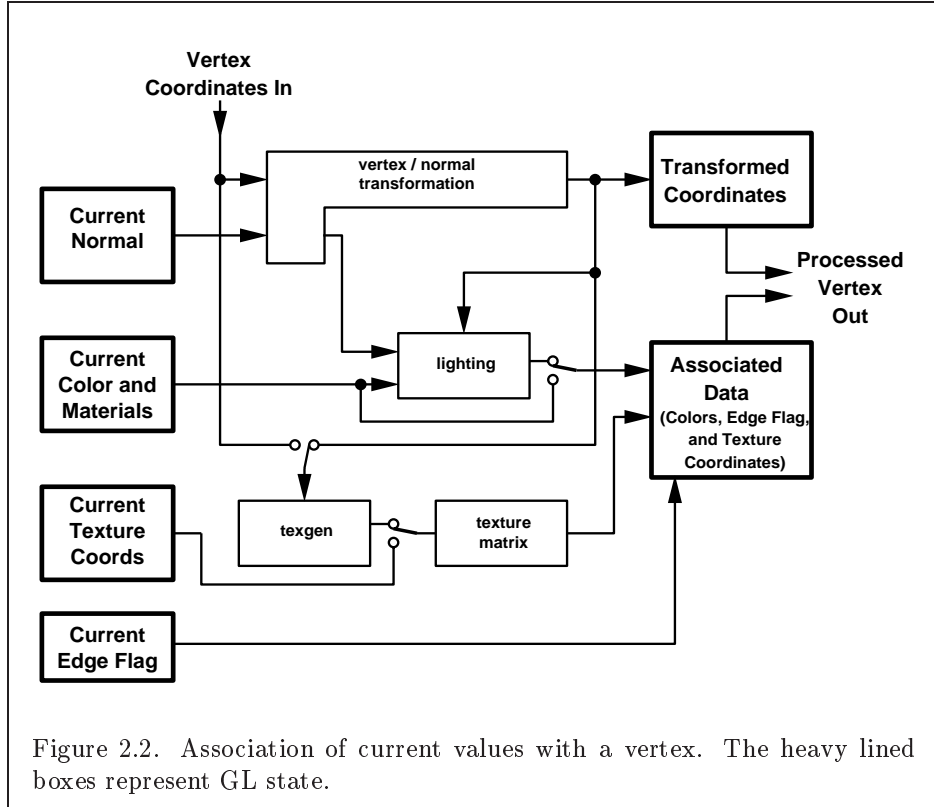 Vertex
Coordinates In
vertex / normal
transformation
Transformed
Coordinates
Current
Normal
Processed
Vertex
Out
Current
Color and
Materials
lighting
Associated
Data
(Colors, Edge Flag,
and Texture
Coordinates)
Current
Texture
Coords
texgen
texture
matrix
Current
Edge Flag
Figure 2.2. Association of current values with a vertex. The heavy lined
boxes represent GL state.